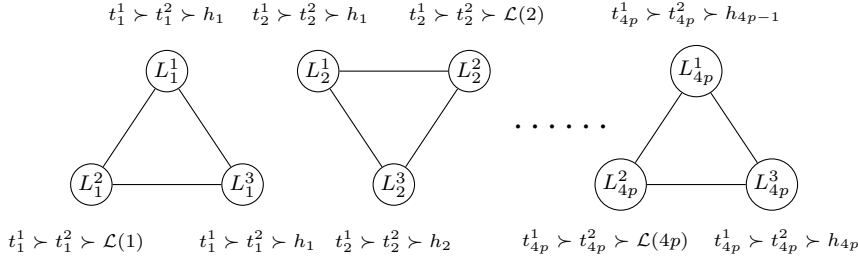 t_1^1 ≻ t_1^2 ≻ h_1   t_2^1 ≻ t_2^2 ≻ h_1   t_2^1 ≻ t_2^2 ≻ ℒ(2)   t_{4p}^1 ≻ t_{4p}^2 ≻ h_{4p−1}
L_1^1   L_2^1   L_2^2   L_{4p}^1
· · · · · ·
L_1^2   L_1^3   L_2^3   L_{4p}^2   L_{4p}^3
t_1^1 ≻ t_1^2 ≻ ℒ(1)   t_1^1 ≻ t_1^2 ≻ h_1   t_2^1 ≻ t_2^2 ≻ h_2   t_{4p}^1 ≻ t_{4p}^2 ≻ ℒ(4p)   t_{4p}^1 ≻ t_{4p}^2 ≻ h_{4p}